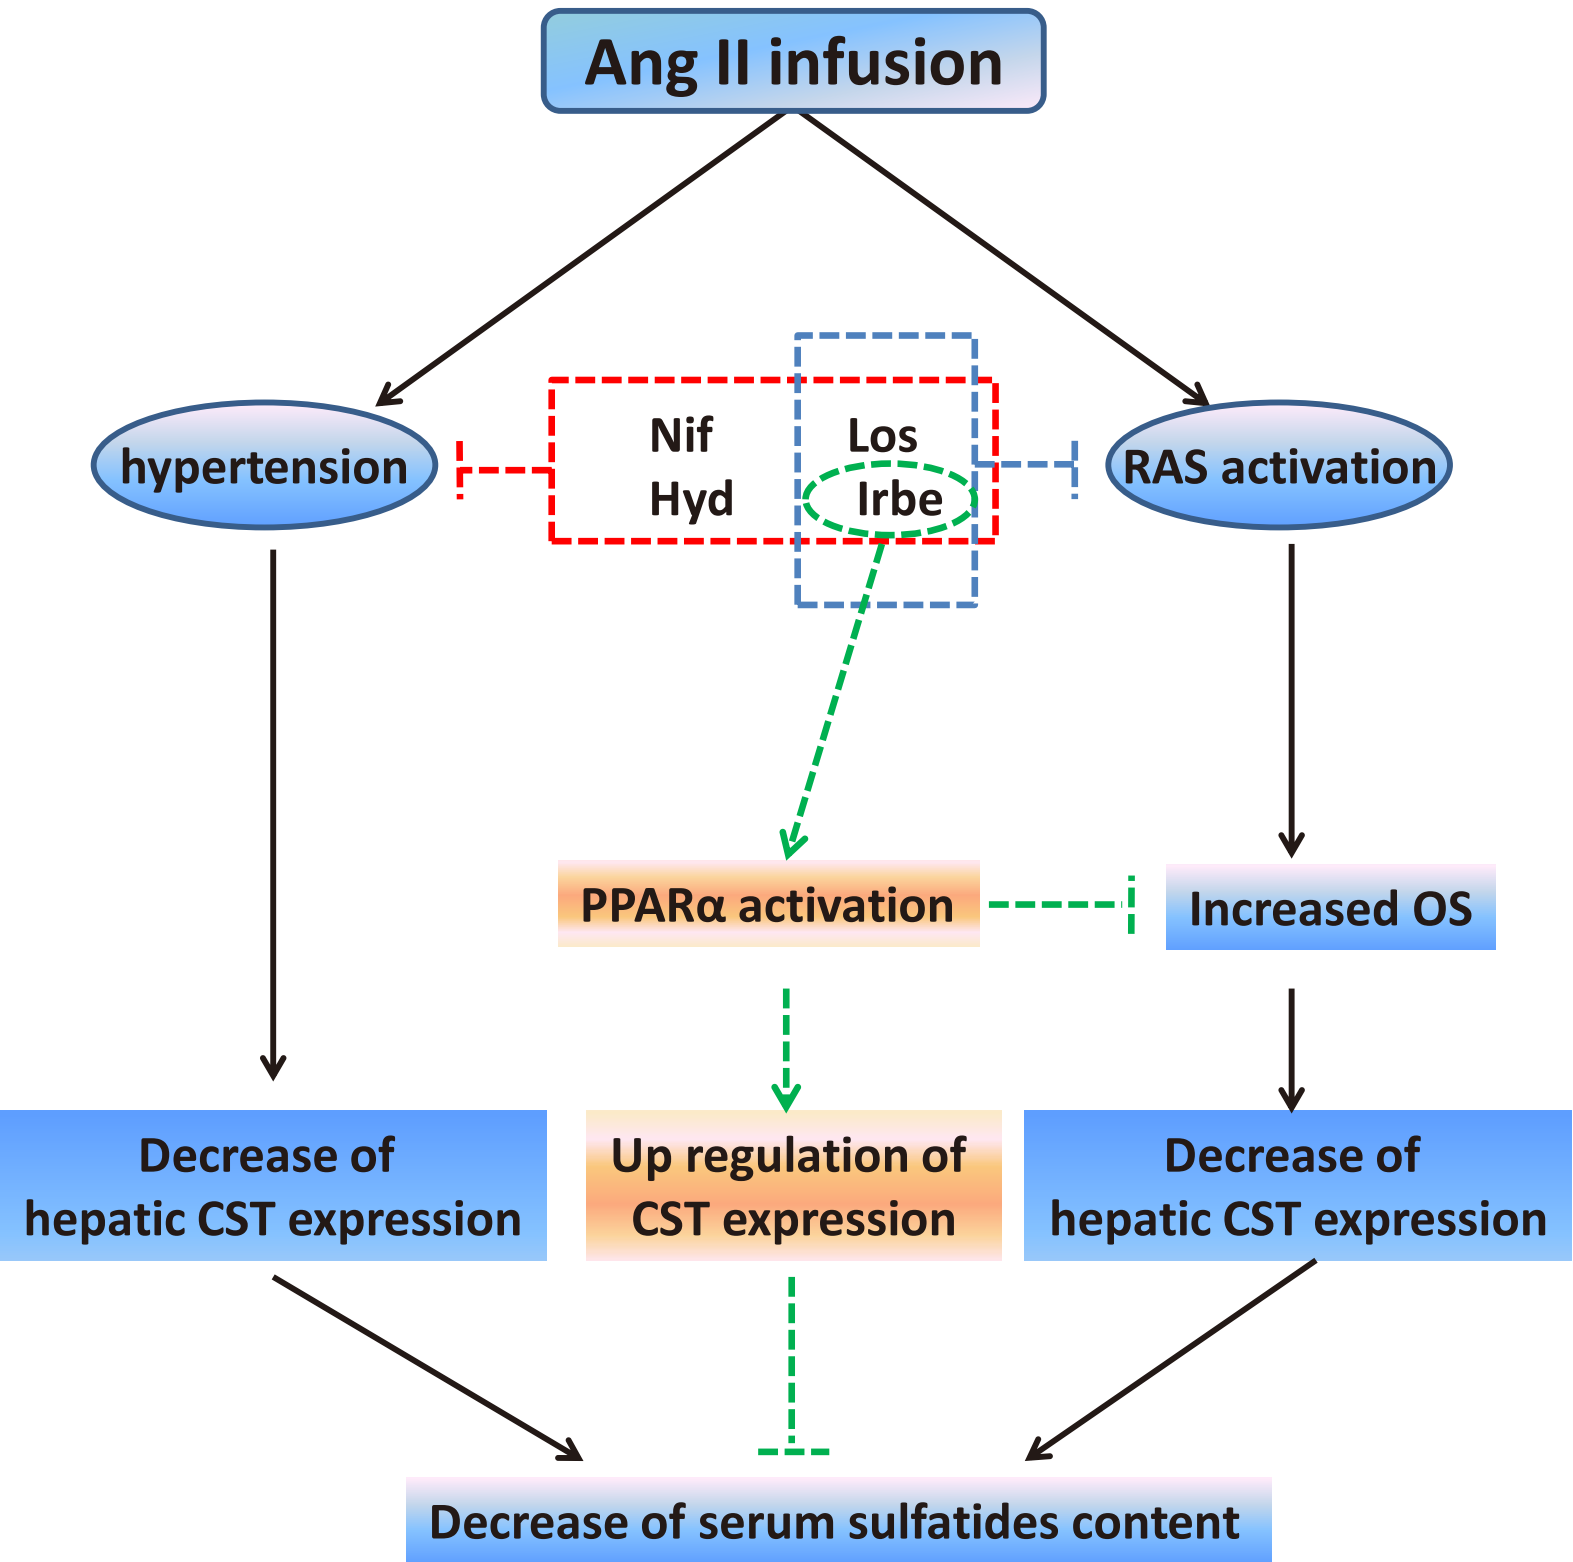 Ang II infusion
hypertension
Nif
Los
Hyd
Irbe
RAS activation
PPARα activation
Increased OS
Decrease of
hepatic CST expression
Up regulation of
CST expression
Decrease of
hepatic CST expression
Decrease of serum sulfatides content